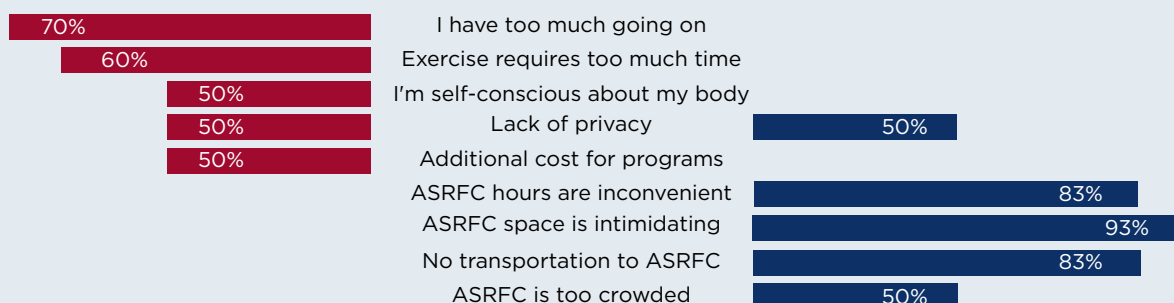 70% I have too much going on
60% Exercise requires too much time
50% I'm self-conscious about my body
50% Lack of privacy 50%
50% Additional cost for programs
ASRFC hours are inconvenient 83%
ASRFC space is intimidating 93%
No transportation to ASRFC 83%
ASRFC is too crowded 50%